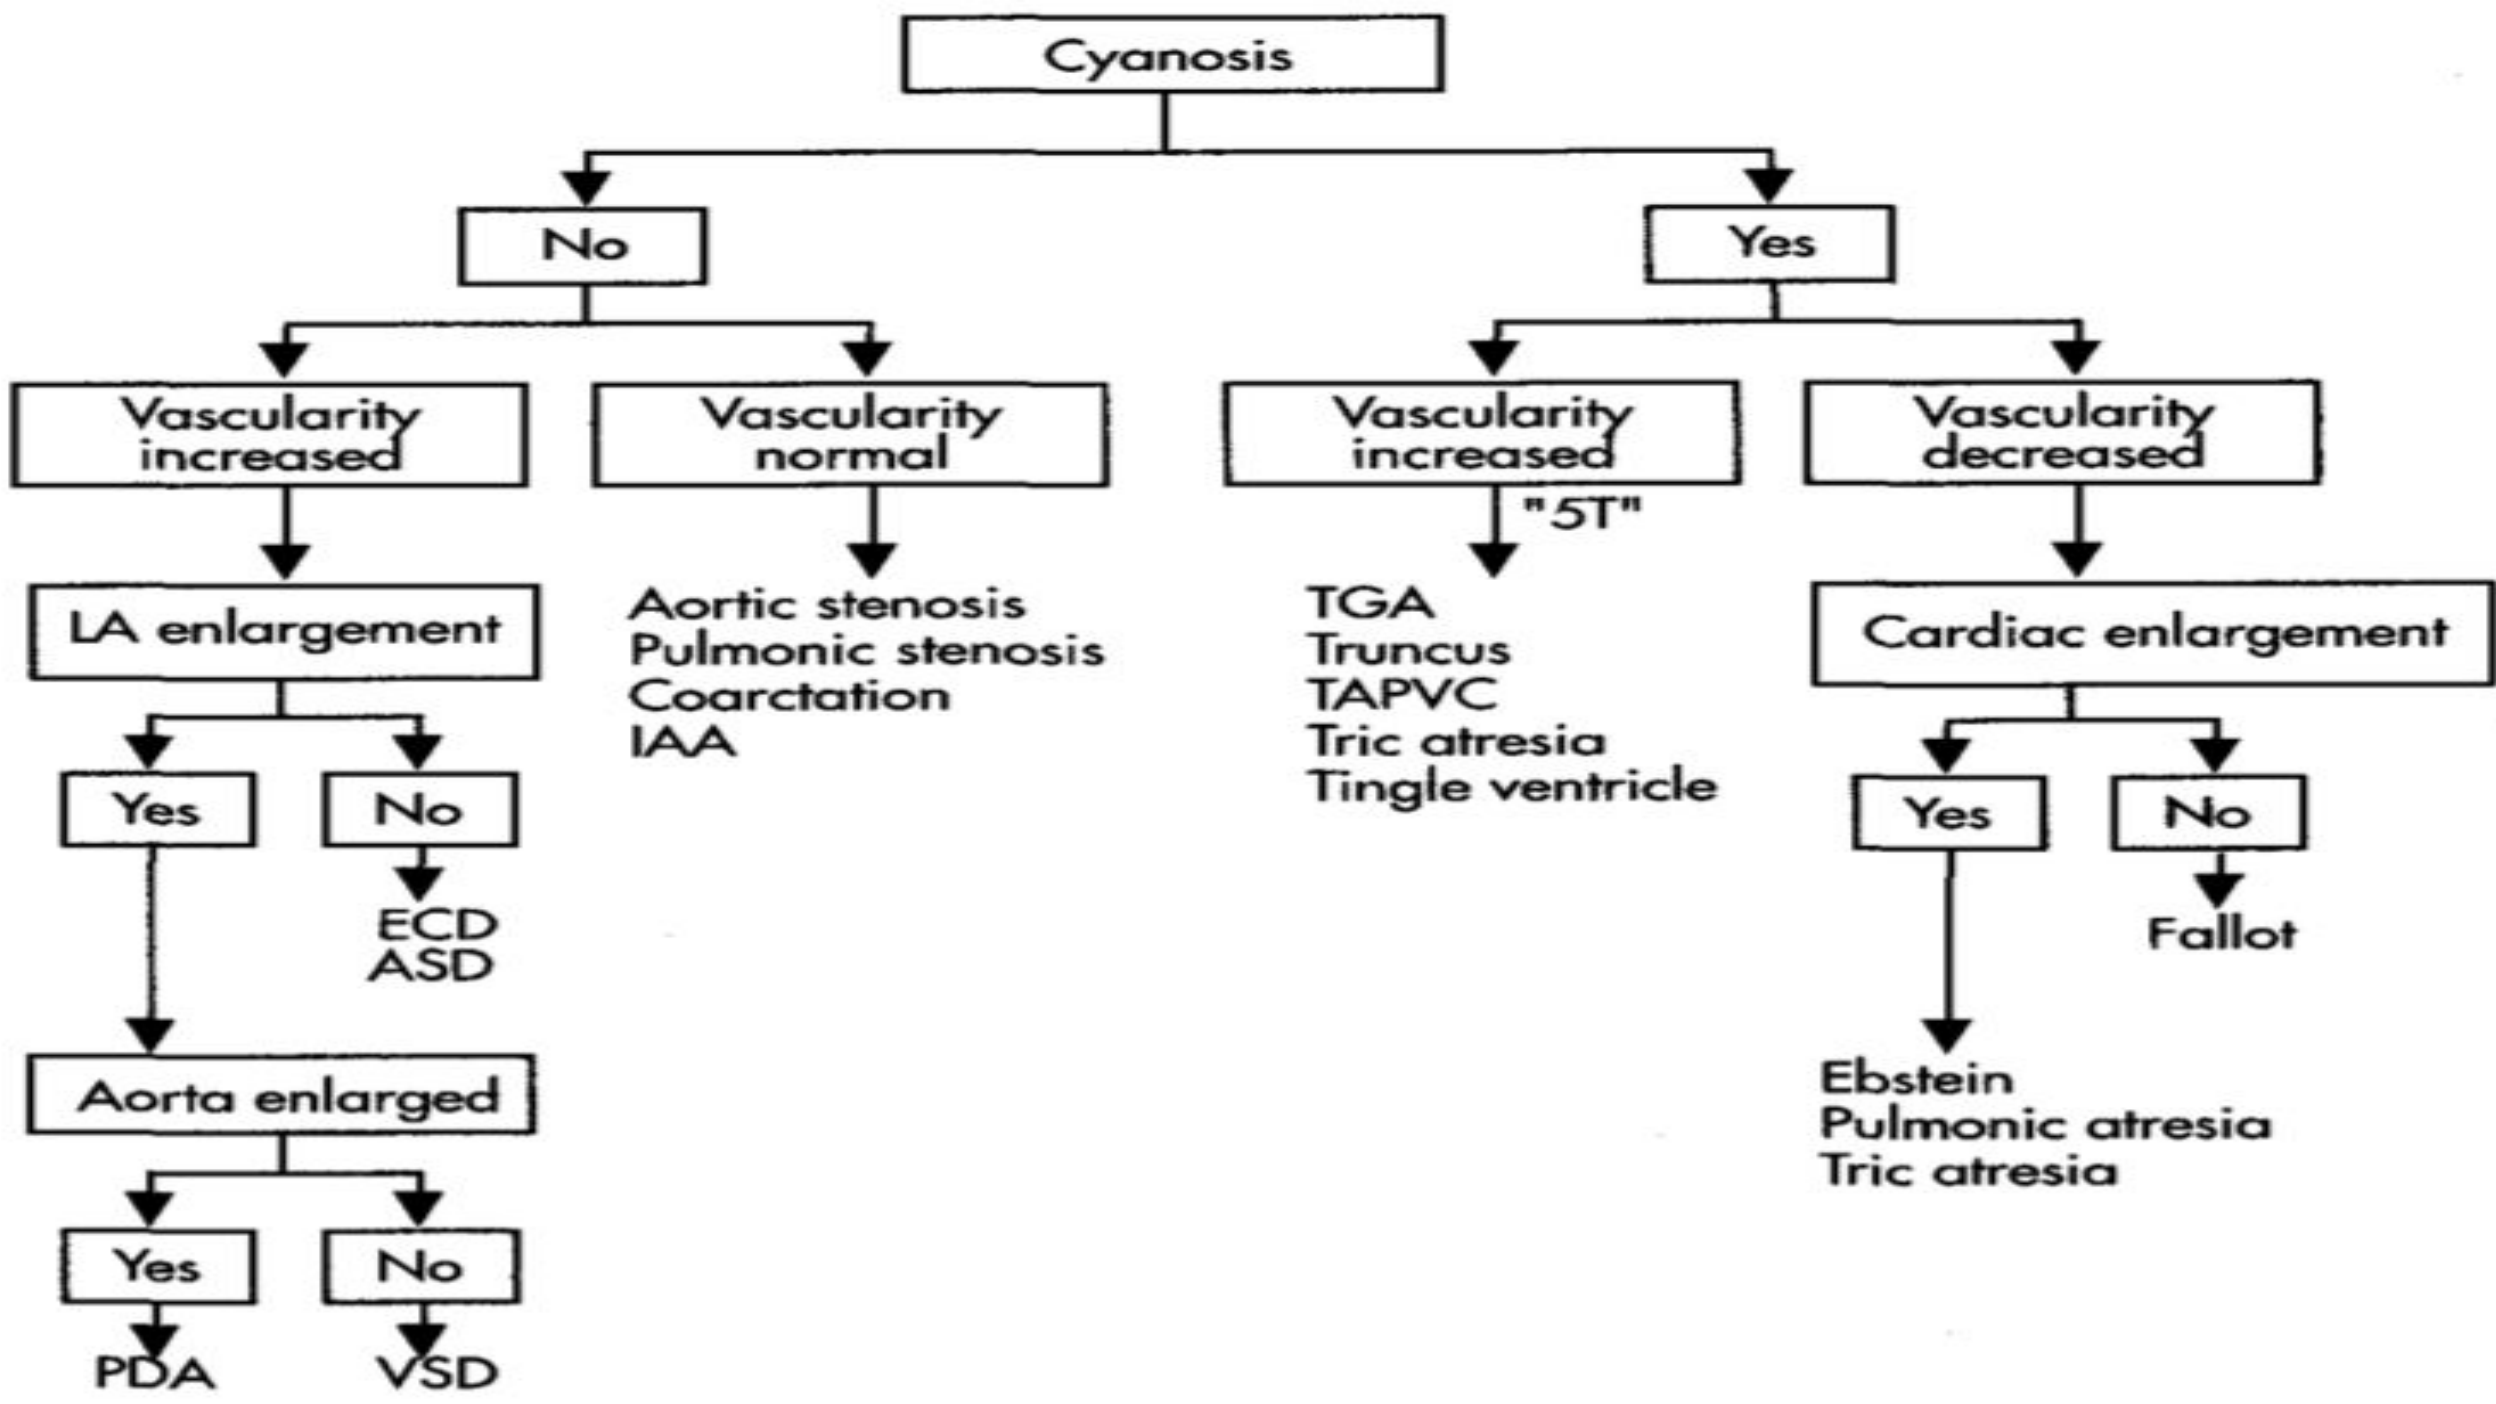 Cyanosis
No
Yes
Vascularity
increased
Vascularity
normal
Vascularity
increased
Vascularity
decreased
"5T"
LA enlargement
Aortic stenosis
Pulmonic stenosis
Coarctation
IAA
TGA
Truncus
TAPVC
Tric atresia
Tingle ventricle
Cardiac enlargement
Yes
No
Yes
No
ECD
ASD
Fallot
Aorta enlarged
Ebstein
Pulmonic atresia
Tric atresia
Yes
No
PDA
VSD